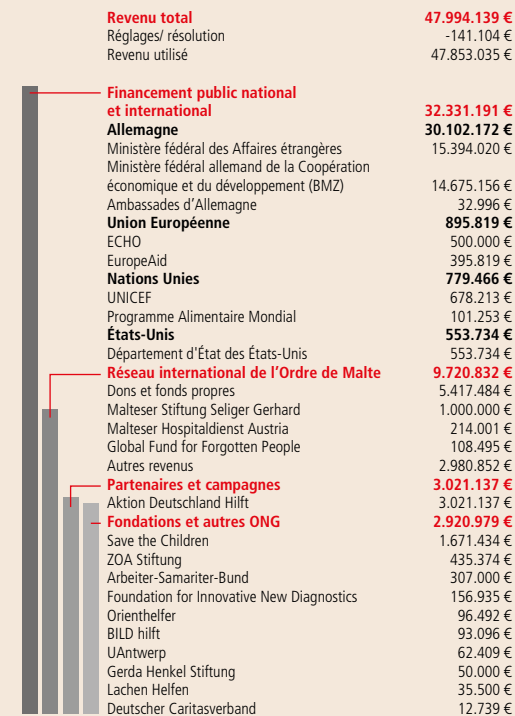 Revenu total 47.994.139 €
Réglages/ résolution -141.104 €
Revenu utilisé 47.853.035 €
Financement public national
et international 32.331.191 €
Allemagne 30.102.172 €
Ministère fédéral des Affaires étrangères 15.394.020 €
Ministère fédéral allemand de la Coopération
économique et du développement (BMZ) 14.675.156 €
Ambassades d'Allemagne 32.996 €
Union Européenne 895.819 €
ECHO 500.000 €
EuropeAid 395.819 €
Nations Unies 779.466 €
UNICEF 678.213 €
Programme Alimentaire Mondial 101.253 €
États-Unis 553.734 €
Département d'État des États-Unis 553.734 €
Réseau international de l'Ordre de Malte 9.720.832 €
Dons et fonds propres 5.417.484 €
Malteser Stiftung Seliger Gerhard 1.000.000 €
Malteser Hospitaldienst Austria 214.001 €
Global Fund for Forgotten People 108.495 €
Autres revenus 2.980.852 €
Partenaires et campagnes 3.021.137 €
Aktion Deutschland Hilft 3.021.137 €
Fondations et autres ONG 2.920.979 €
Save the Children 1.671.434 €
ZOA Stiftung 435.374 €
Arbeiter-Samariter-Bund 307.000 €
Foundation for Innovative New Diagnostics 156.935 €
Orienthelfer 96.492 €
BILD hilft 93.096 €
UAntwerp 62.409 €
Gerda Henkel Stiftung 50.000 €
Lachen Helfen 35.500 €
Deutscher Caritasverband 12.739 €